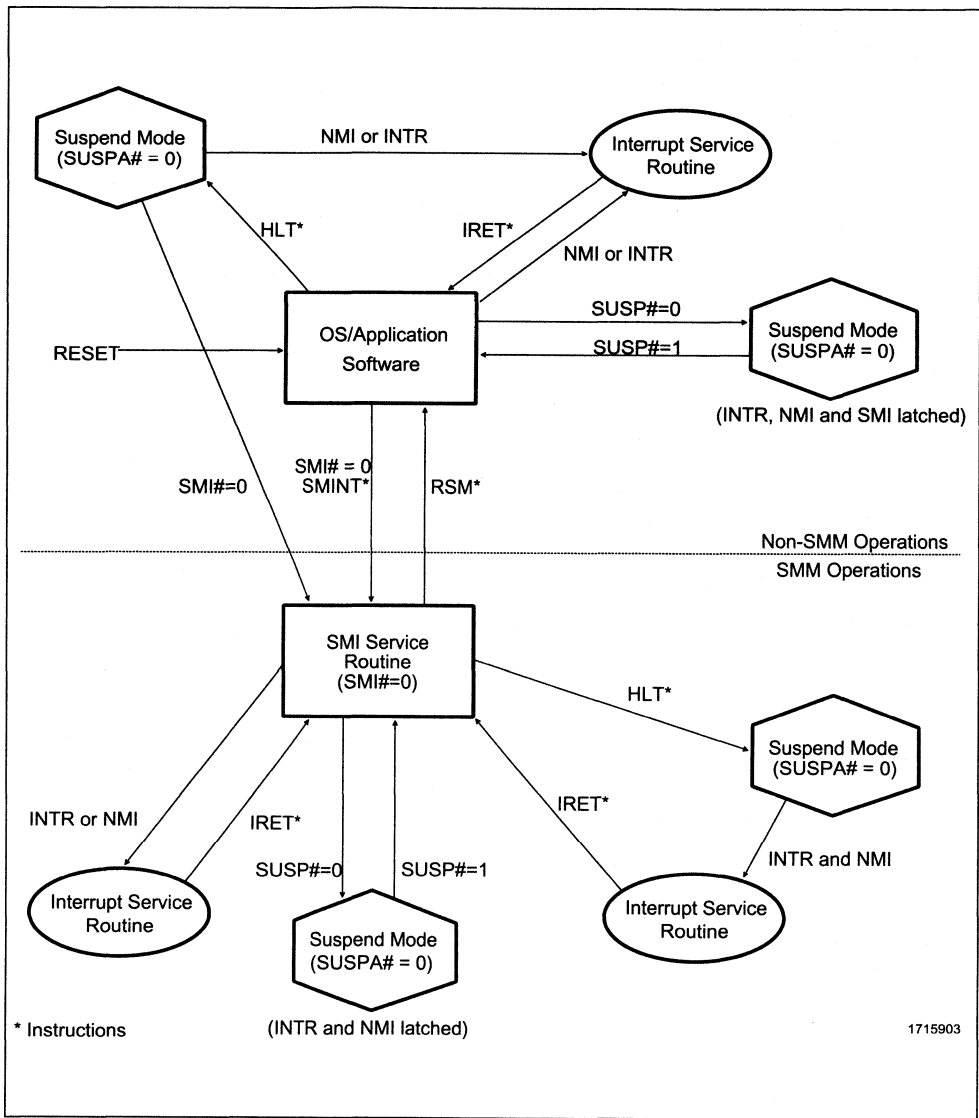 Suspend Mode
(SUSPA# = 0)
NMI or INTR
Interrupt Service
Routine
HLT*
IRET*
NMI or INTR
OS/Application
Software
RESET
SUSP#=0
SUSP#=1
Suspend Mode
(SUSPA# = 0)
(INTR, NMI and SMI latched)
SMI#=0
SMI# = 0
SMINT*
RSM*
Non-SMM Operations
SMM Operations
SMI Service
Routine
(SMI#=0)
HLT*
Suspend Mode
(SUSPA# = 0)
INTR or NMI
IRET*
IRET*
SUSP#=0
SUSP#=1
INTR and NMI
Interrupt Service
Routine
Suspend Mode
(SUSPA# = 0)
Interrupt Service
Routine
* Instructions
(INTR and NMI latched)
1715903